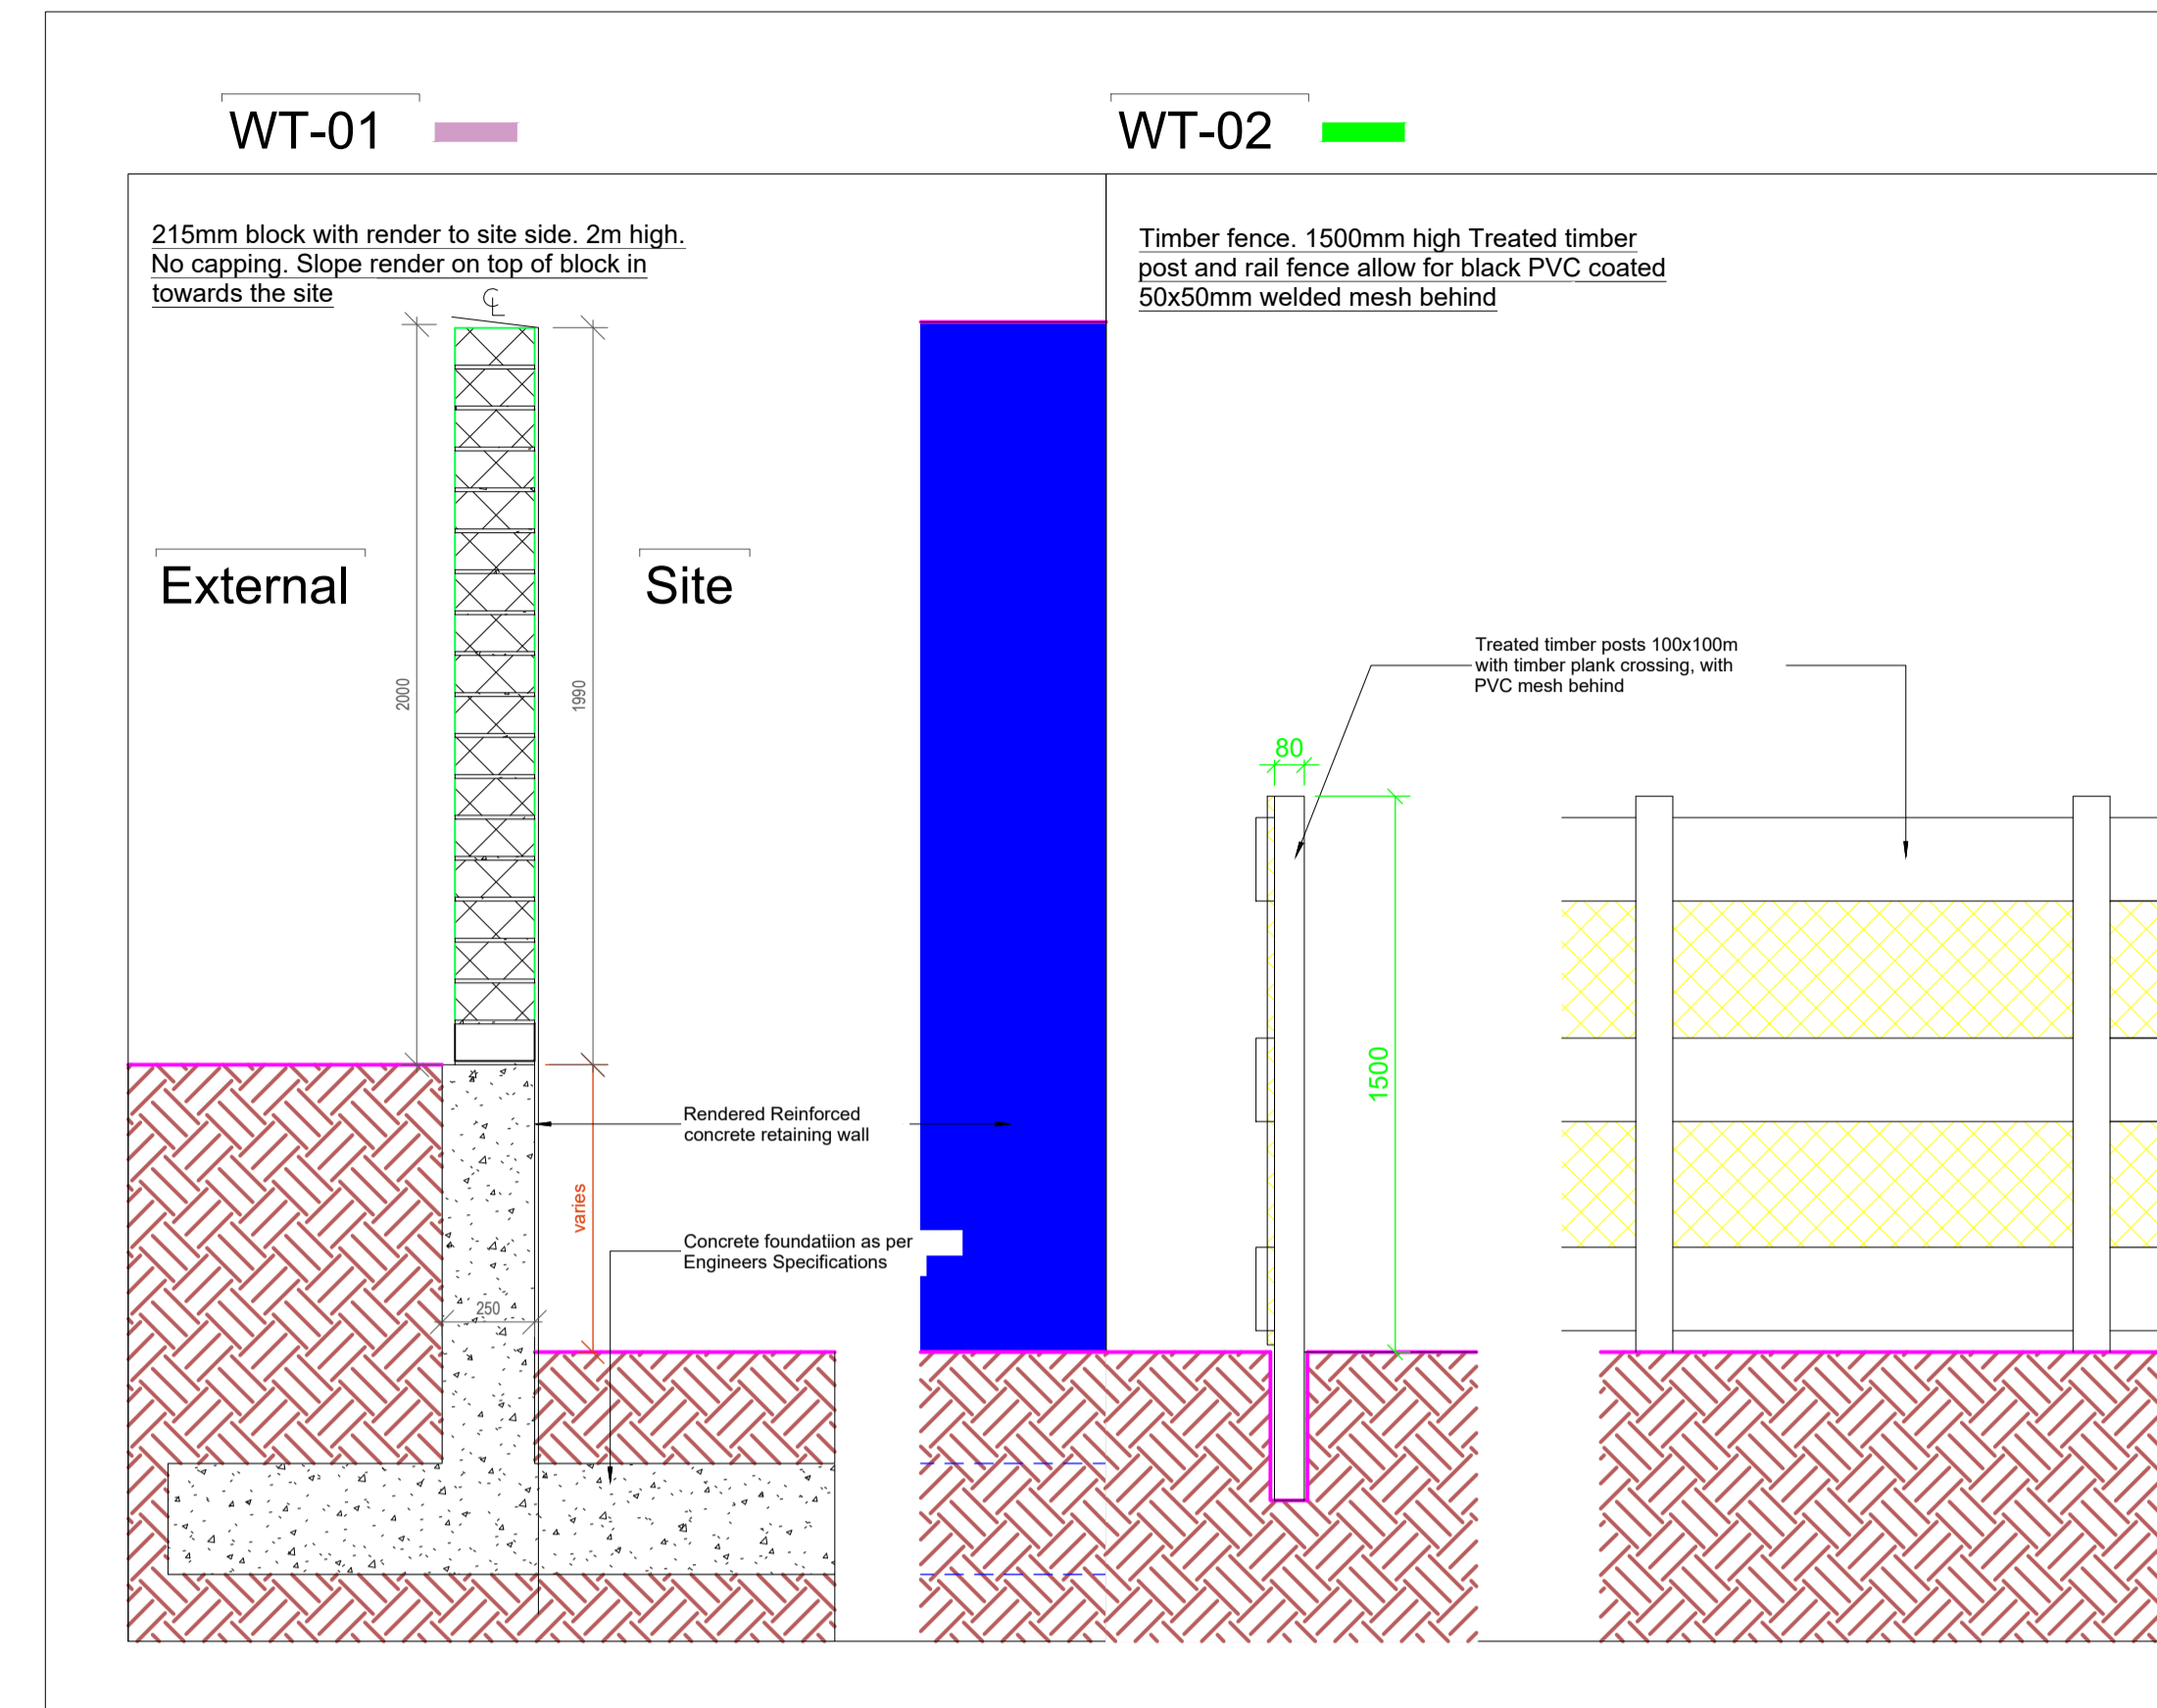 WT-01
WT-02
215mm block with render to site side. 2m high.
No capping. Slope render on top of block in
towards the site
Timber fence. 1500mm high Treated timber
post and rail fence allow for black PVC coated
50x50mm welded mesh behind
External
Site
2000
1990
Treated timber posts 100x100m
with timber plank crossing, with
PVC mesh behind
80
1500
Rendered Reinforced
concrete retaining wall
varies
Concrete foundatiion as per
Engineers Specifications
250